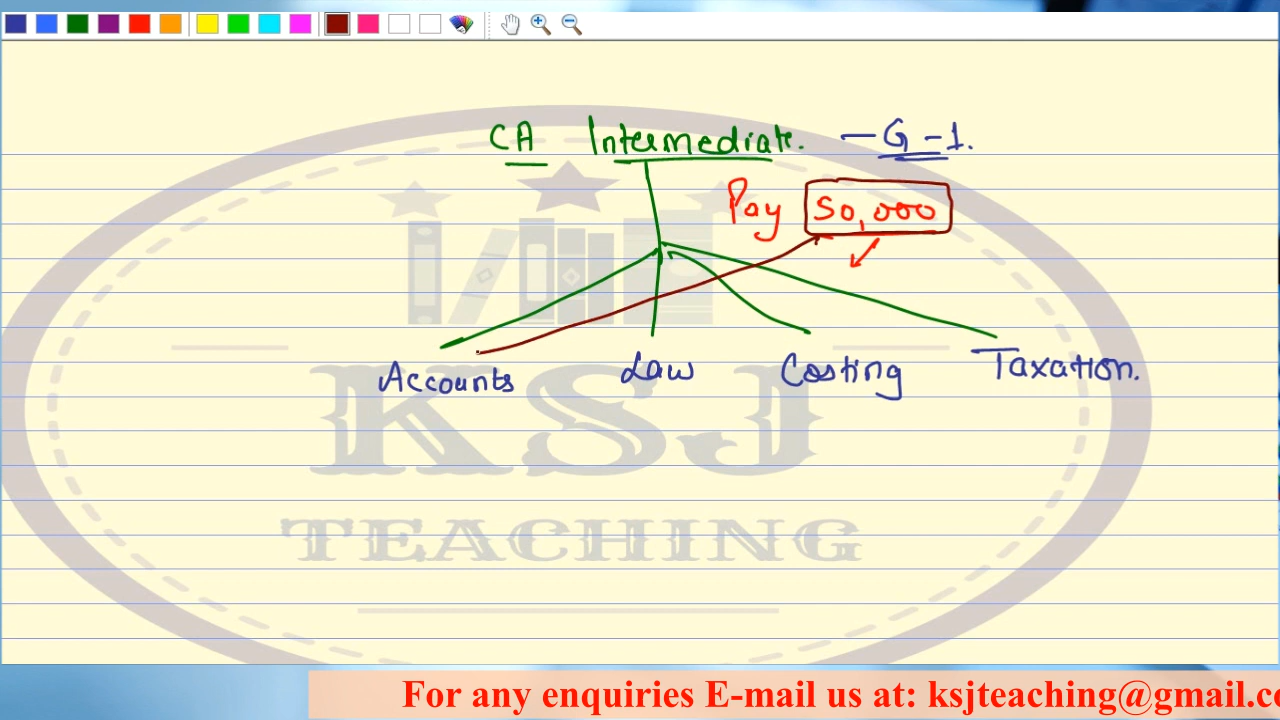 CA Intermediate. - G-1.
Pay 50,000
Accounts Law Costing Taxation.
KSJ
TEACHING
For any enquiries E-mail us at: ksjteaching@gmail.co